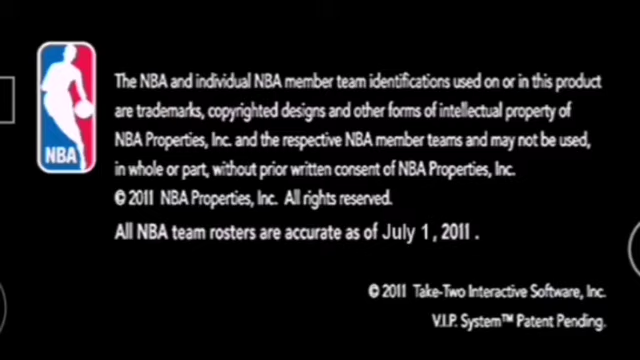 NBA
The NBA and individual NBA member team identifications used on or in this product
are trademarks, copyrighted designs and other forms of intellectual property of
NBA Properties, Inc. and the respective NBA member teams and may not be used,
in whole or part, without prior written consent of NBA Properties, Inc.
© 2011 NBA Properties, Inc. All rights reserved.
All NBA team rosters are accurate as of July 1, 2011.
© 2011 Take-Two Interactive Software, Inc.
V.I.P. System™ Patent Pending.